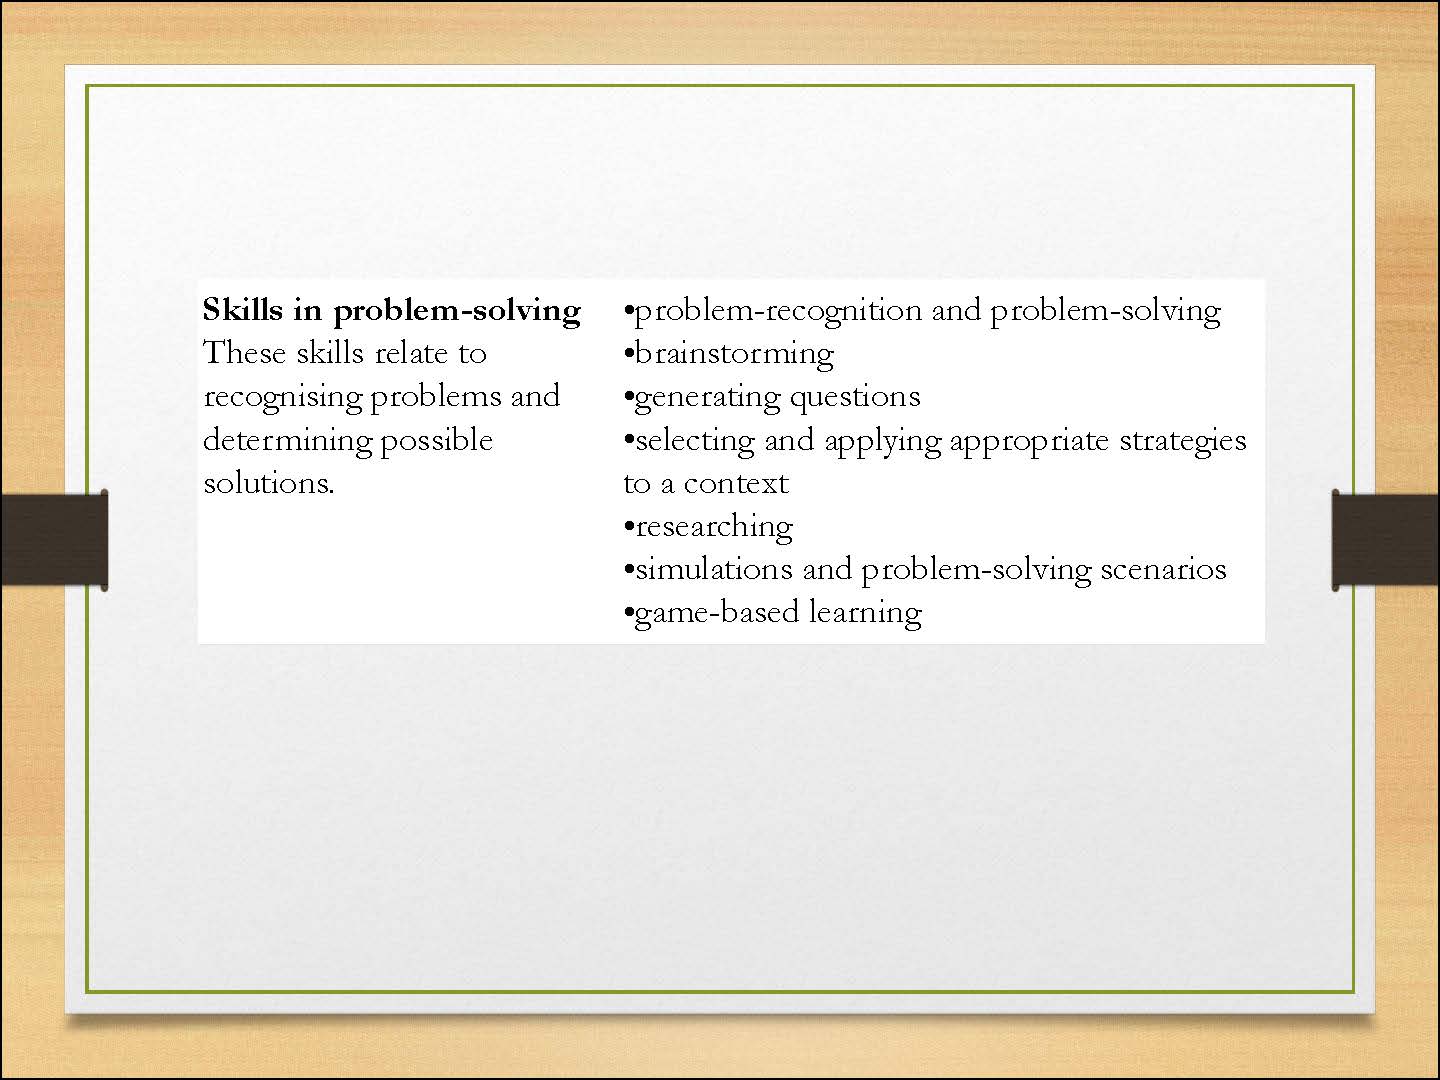 Skills in problem-solving
These skills relate to
recognising problems and
determining possible
solutions.
•problem-recognition and problem-solving
•brainstorming
•generating questions
•selecting and applying appropriate strategies
to a context
•researching
•simulations and problem-solving scenarios
•game-based learning